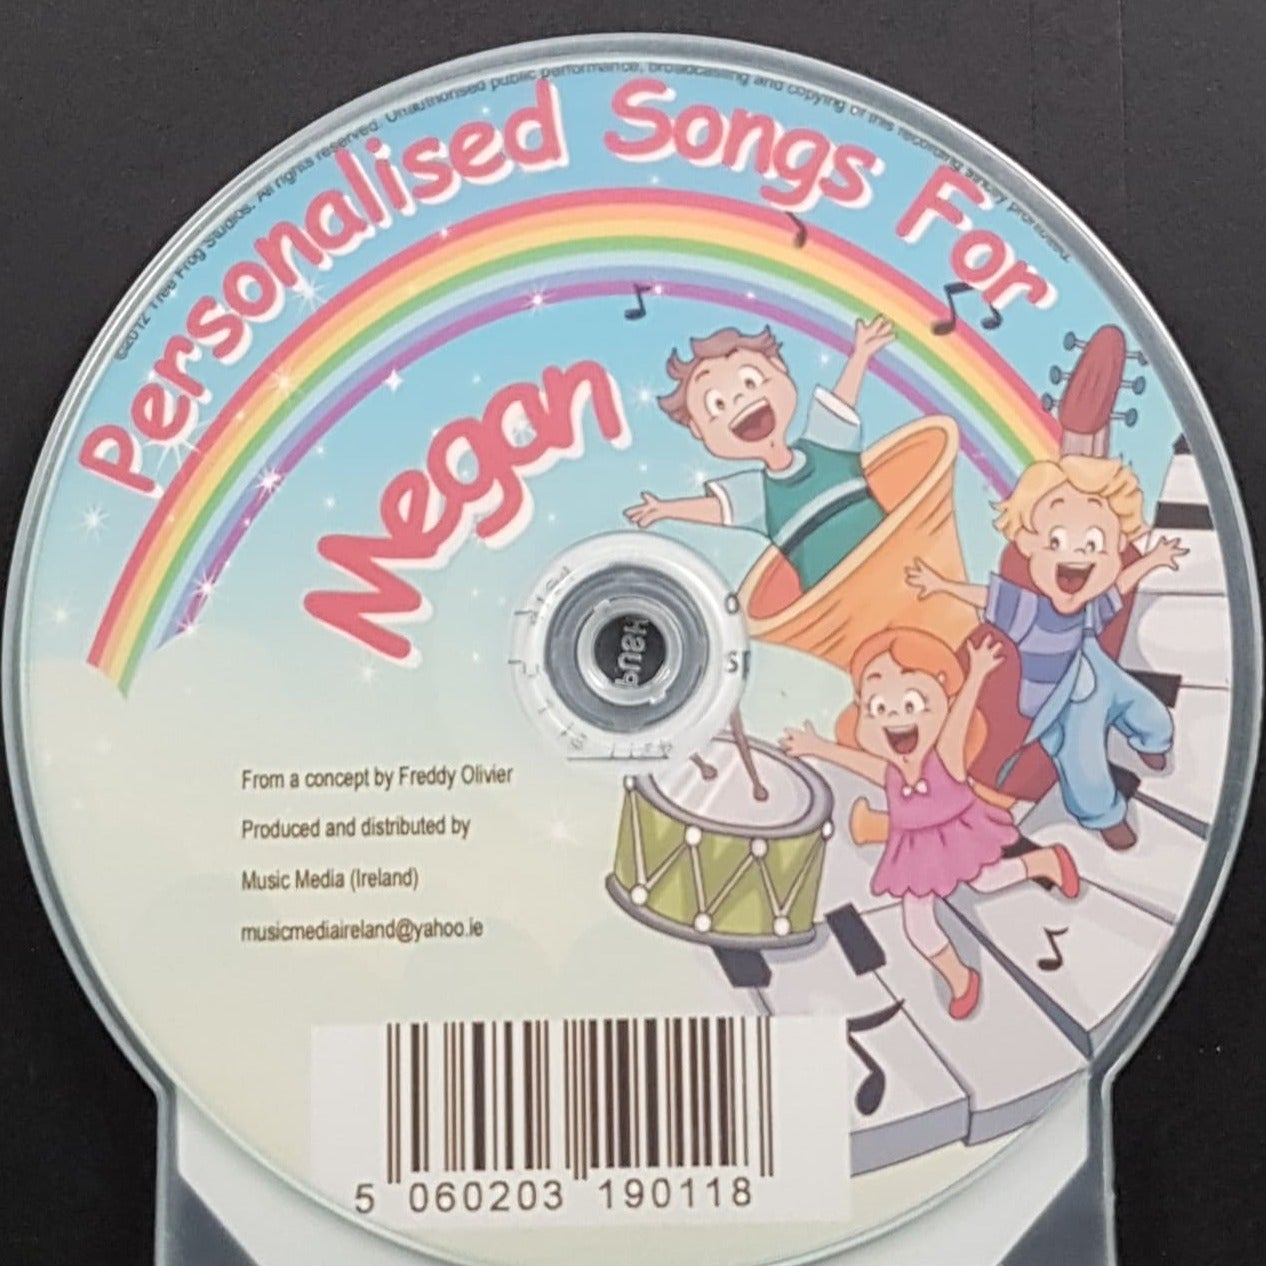 ©2012 Tree Frog Studios. All rights reserved. Unauthorised public performance, broadcasting and copying of this recording strictly prohibited.
Personalised Songs For
Megan
From a concept by Freddy Olivier
Produced and distributed by
Music Media (Ireland)
musicmediaireland@yahoo.ie
5 060203 190118